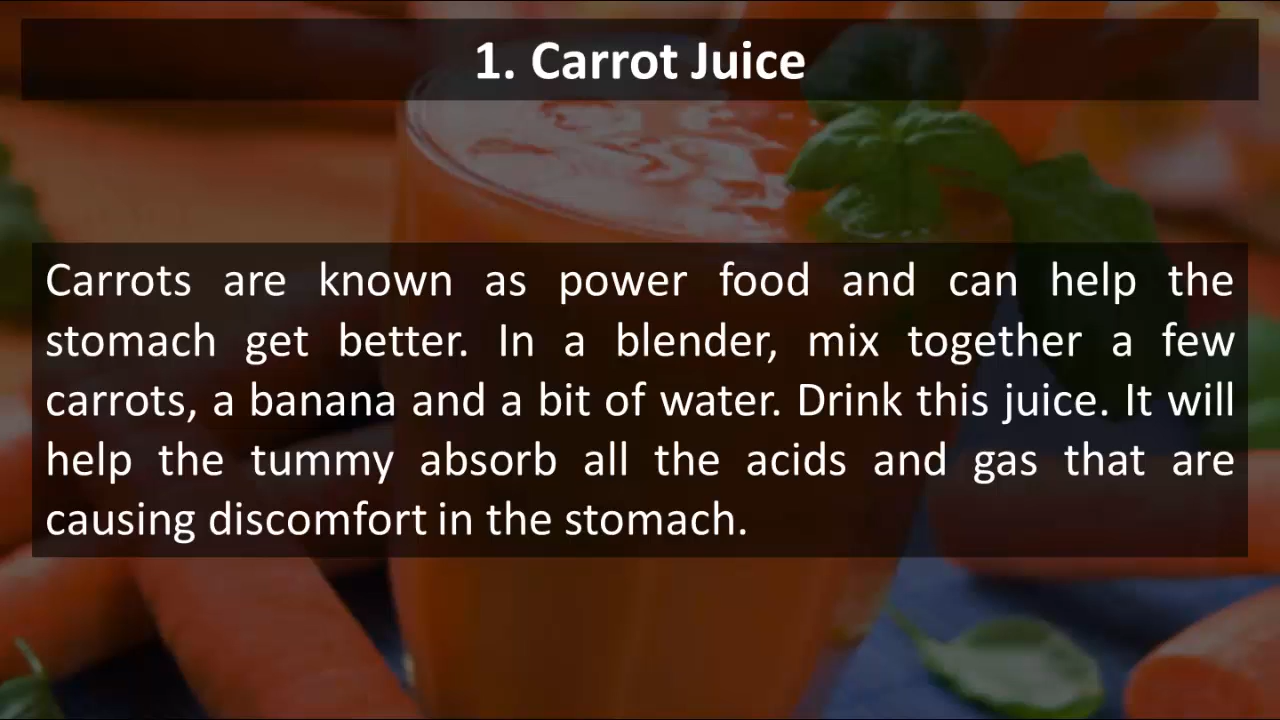 1. Carrot Juice
Carrots are known as power food and can help the
stomach get better. In a blender, mix together a few
carrots, a banana and a bit of water. Drink this juice. It will
help the tummy absorb all the acids and gas that are
causing discomfort in the stomach.